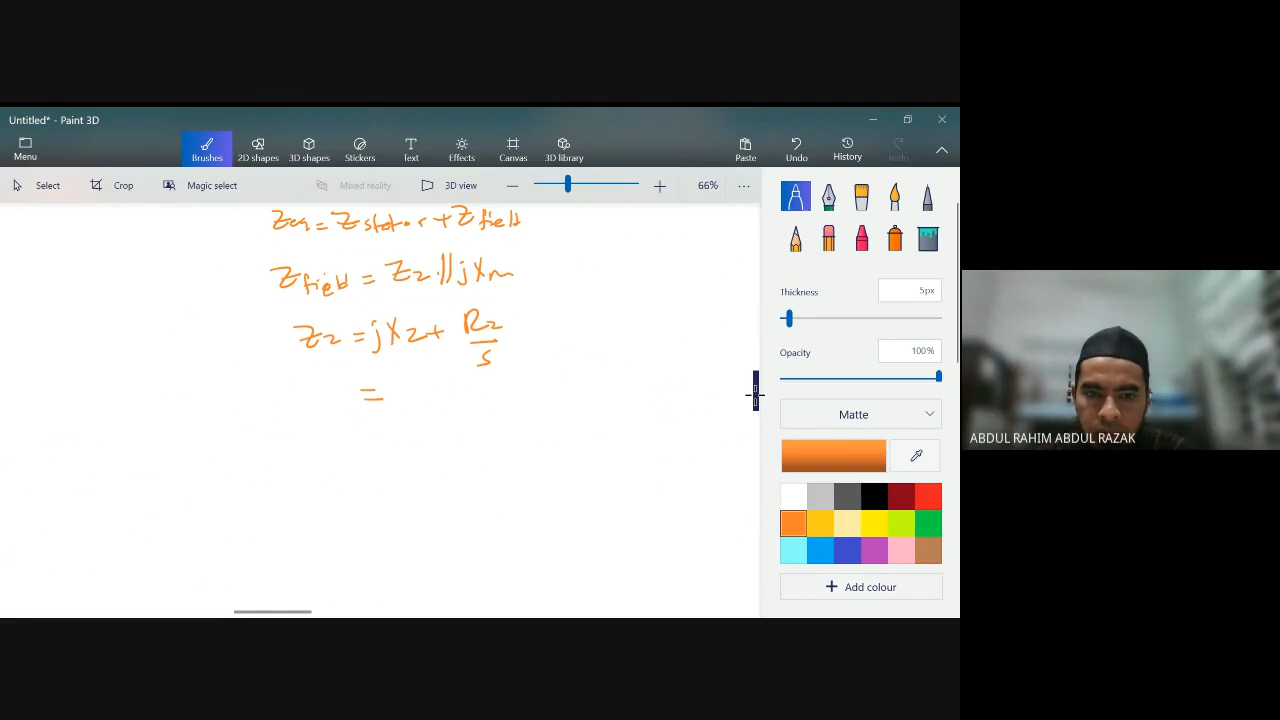 Untitled* - Paint 3D
Menu
Brushes
2D shapes
3D shapes
Stickers
Text
Effects
Canvas
3D library
Paste
Undo
History
Redo
Select
Crop
Magic select
Mixed reality
3D view
66%
Zeq = Zstator + Zfield
Zfield = Z2 || jXm
Z2 = jX2 + R2/s
=
Thickness
5px
Opacity
100%
Matte
Add colour
ABDUL RAHIM ABDUL RAZAK